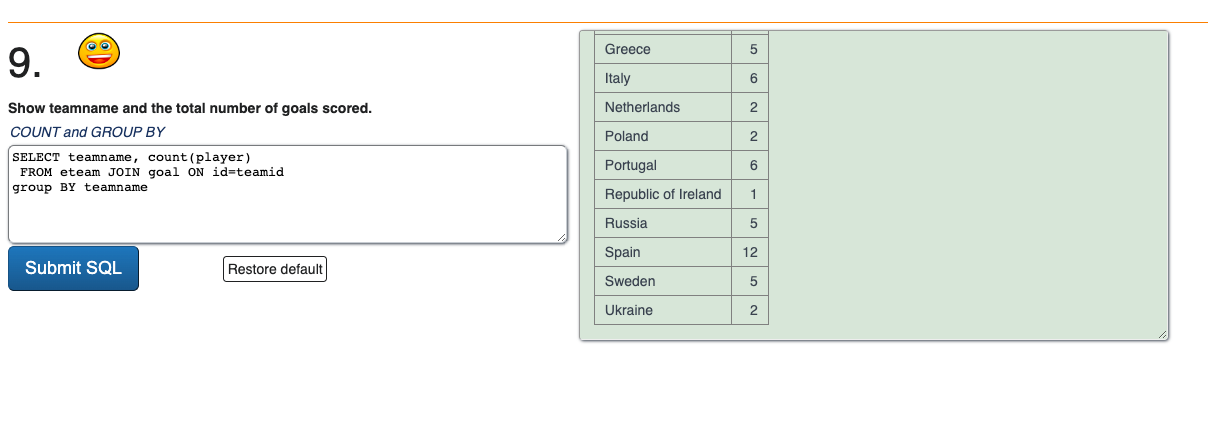 9.
Show teamname and the total number of goals scored.
COUNT and GROUP BY
SELECT teamname, count(player)
 FROM eteam JOIN goal ON id=teamid
group BY teamname
Submit SQL
Restore default
Greece 5
Italy 6
Netherlands 2
Poland 2
Portugal 6
Republic of Ireland 1
Russia 5
Spain 12
Sweden 5
Ukraine 2